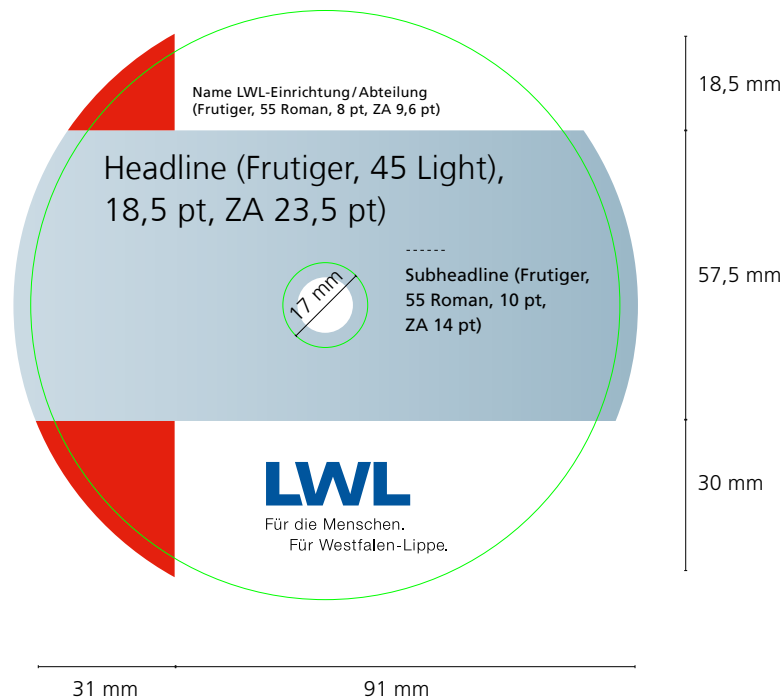 Name LWL-Einrichtung/Abteilung
(Frutiger, 55 Roman, 8 pt, ZA 9,6 pt)
18,5 mm
Headline (Frutiger, 45 Light),
18,5 pt, ZA 23,5 pt)
------
Subheadline (Frutiger,
55 Roman, 10 pt,
ZA 14 pt)
17 mm
57,5 mm
LWL
Für die Menschen.
Für Westfalen-Lippe.
30 mm
31 mm
91 mm